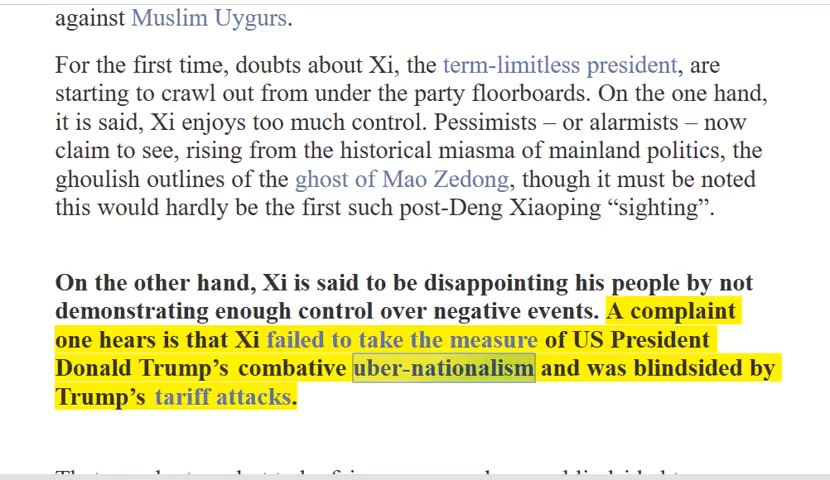 against Muslim Uygurs.
For the first time, doubts about Xi, the term-limitless president, are
starting to crawl out from under the party floorboards. On the one hand,
it is said, Xi enjoys too much control. Pessimists – or alarmists – now
claim to see, rising from the historical miasma of mainland politics, the
ghoulish outlines of the ghost of Mao Zedong, though it must be noted
this would hardly be the first such post-Deng Xiaoping “sighting”.
On the other hand, Xi is said to be disappointing his people by not
demonstrating enough control over negative events. A complaint
one hears is that Xi failed to take the measure of US President
Donald Trump’s combative uber-nationalism and was blindsided by
Trump’s tariff attacks.